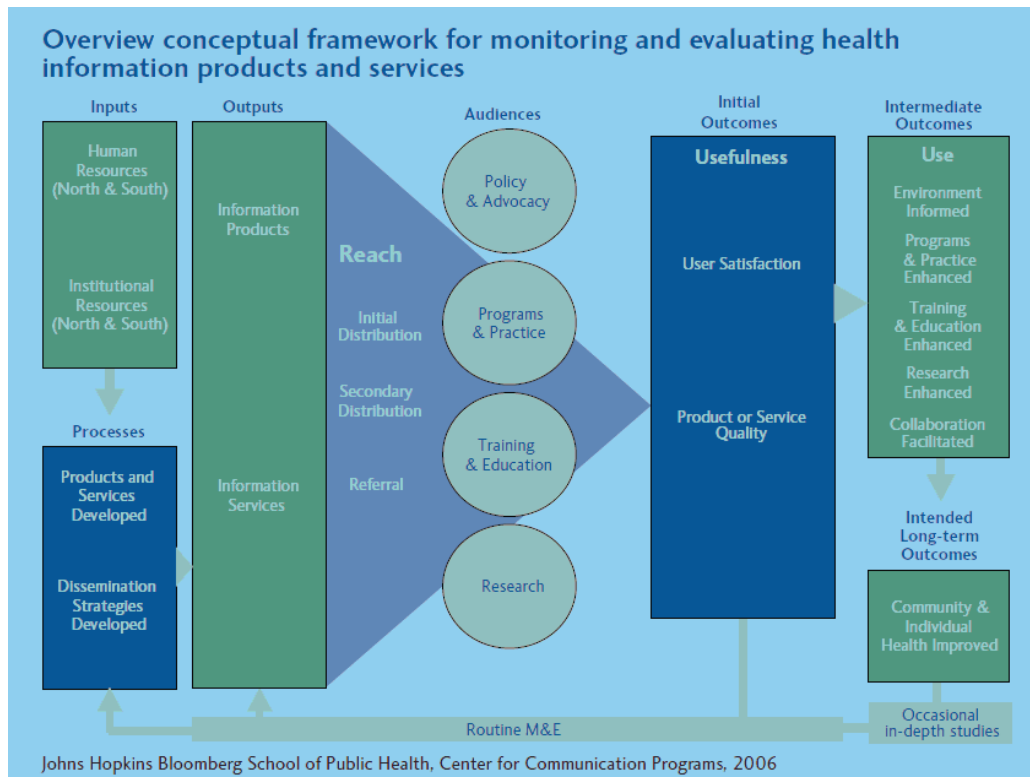 Overview conceptual framework for monitoring and evaluating health
information products and services
Inputs
Human
Resources
(North & South)
Institutional
Resources
(North & South)
Processes
Products and
Services
Developed
Dissemination
Strategies
Developed
Outputs
Information
Products
Information
Services
Reach
Initial
Distribution
Secondary
Distribution
Referral
Audiences
Policy
& Advocacy
Programs
& Practice
Training
& Education
Research
Initial
Outcomes
Usefulness
User Satisfaction
Product or Service
Quality
Intermediate
Outcomes
Use
Environment
Informed
Programs
& Practice
Enhanced
Training
& Education
Enhanced
Research
Enhanced
Collaboration
Facilitated
Intended
Long-term
Outcomes
Community &
Individual
Health Improved
Routine M&E
Occasional
in-depth studies
Johns Hopkins Bloomberg School of Public Health, Center for Communication Programs, 2006